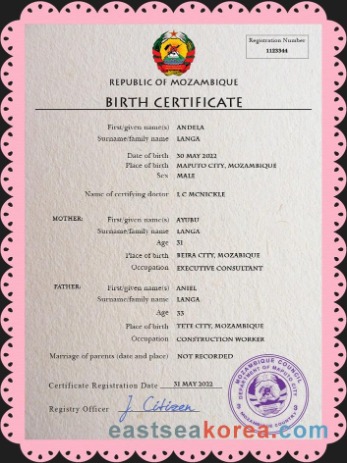 Registration Number
1123344
REPUBLIC OF MOZAMBIQUE
BIRTH CERTIFICATE
First/given name(s) ANDELA
Surname/family name LANGA
Date of birth 30 MAY 2022
Place of birth MAPUTO CITY, MOZAMBIQUE
Sex MALE
Name of certifying doctor L C MCNICKLE
MOTHER: First/given name(s) AYUBU
Surname/family name LANGA
Age 31
Place of birth BEIRA CITY, MOZABIQUE
Occupation EXECUTIVE CONSULTANT
FATHER: First/given name(s) ANIEL
Surname/family name LANGA
Age 33
Place of birth TETE CITY, MOZAMBIQUE
Occupation CONSTRUCTION WORKER
Marriage of parents (date and place) NOT RECORDED
Certificate Registration Date 31 MAY 2022
Registry Officer J. Citizen
MOZAMBIQUE COUNCIL
DEPARTMENT OF MAPUTO CITY
eastseakorea.com